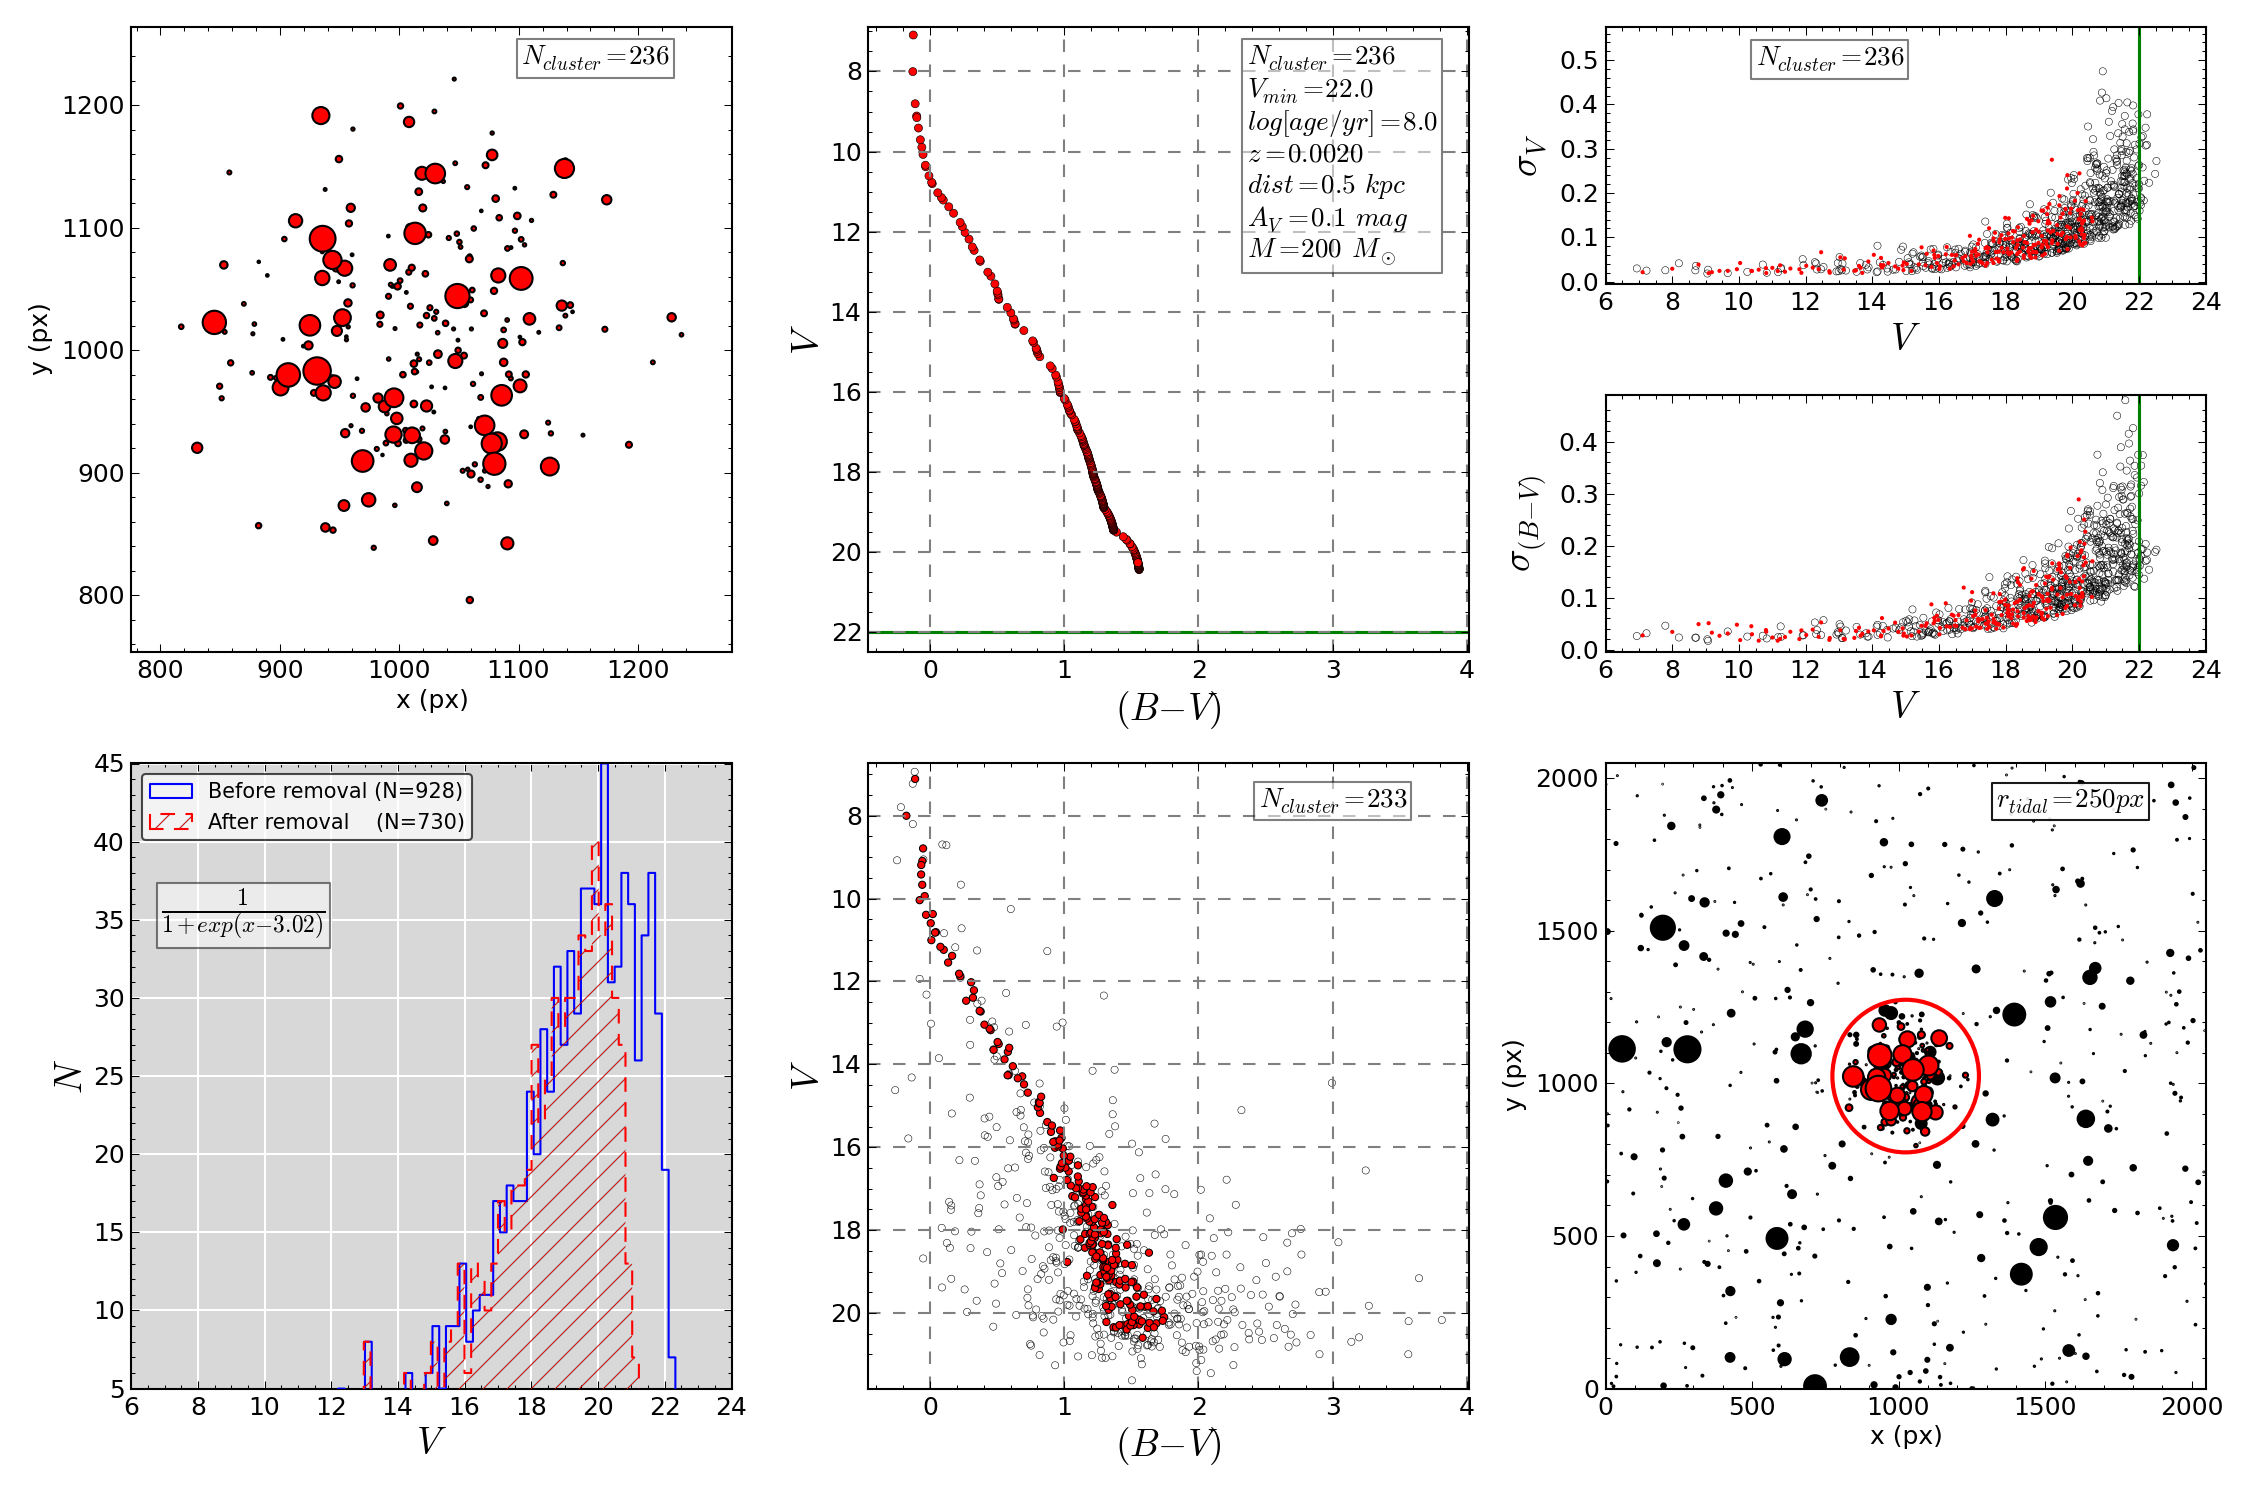 N_cluster=236
1200
1100
1000
900
800
y (px)
800 900 1000 1100 1200
x (px)
N_cluster=236
V_min=22.0
log[age/yr]=8.0
z=0.0020
dist=0.5 kpc
A_V=0.1 mag
M=200 M_⊙
8
10
12
14
16
18
20
22
V
0 1 2 3 4
(B−V)
N_cluster=236
0.5
0.4
0.3
0.2
0.1
0.0
σ_V
6 8 10 12 14 16 18 20 22 24
V
0.4
0.3
0.2
0.1
0.0
σ_(B−V)
6 8 10 12 14 16 18 20 22 24
V
Before removal (N=928)
After removal (N=730)
1
1+exp(x−3.02)
45
40
35
30
25
20
15
10
5
N
6 8 10 12 14 16 18 20 22 24
V
N_cluster=233
8
10
12
14
16
18
20
V
0 1 2 3 4
(B−V)
r_tidal=250px
2000
1500
1000
500
0
y (px)
0 500 1000 1500 2000
x (px)